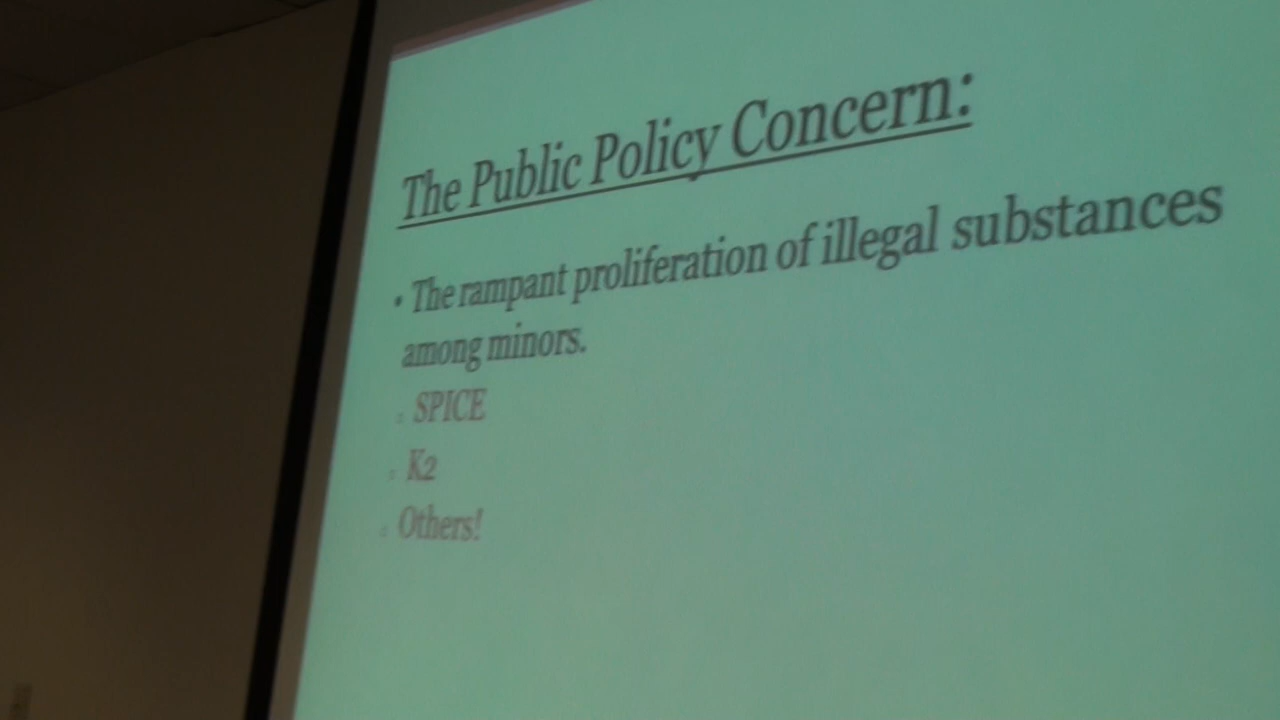 The Public Policy Concern:
• The rampant proliferation of illegal substances
among minors.
▫ SPICE
▫ K2
▫ Others!